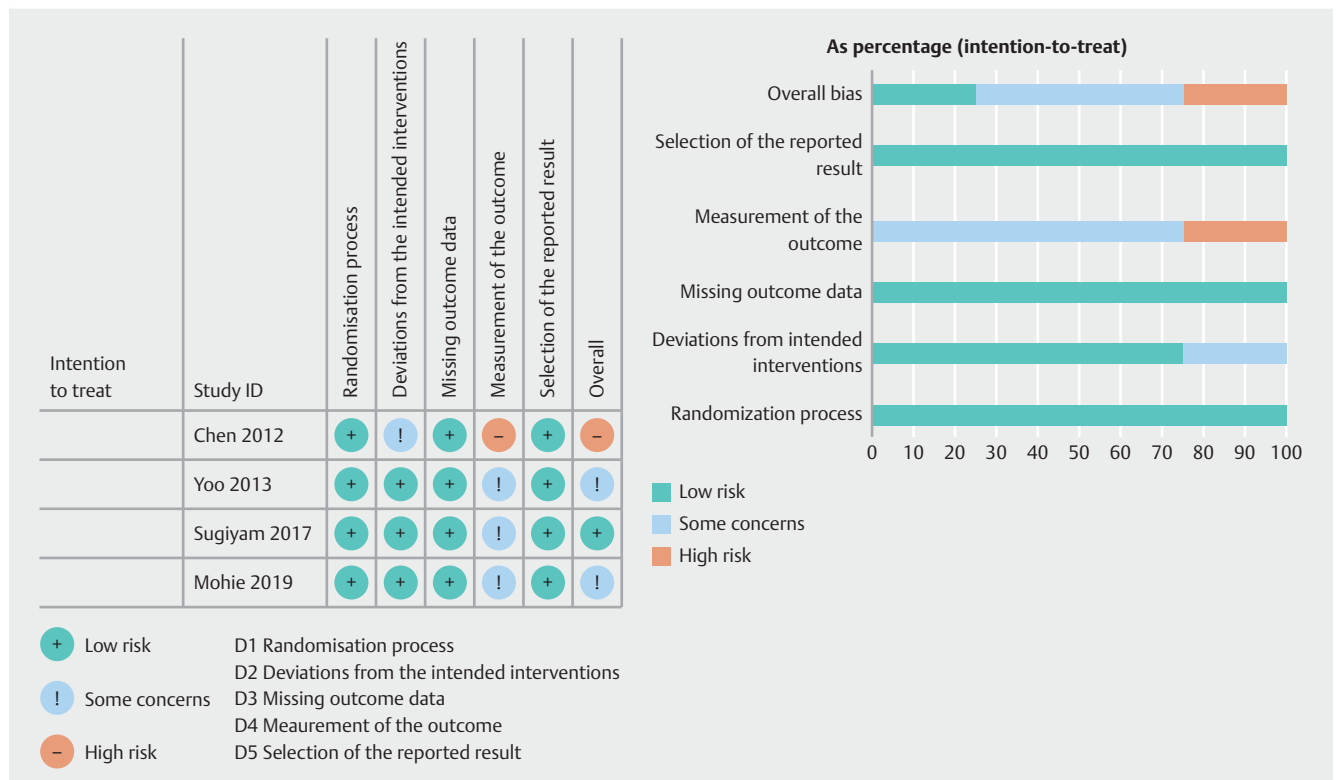 Intention
to treat
Study ID
Randomisation process
Deviations from the intended interventions
Missing outcome data
Measurement of the outcome
Selection of the reported result
Overall
Chen 2012
+
!
+
–
+
–
Yoo 2013
+
+
+
!
+
!
Sugiyam 2017
+
+
+
!
+
+
Mohie 2019
+
+
+
!
+
!
+ Low risk
! Some concerns
– High risk
D1 Randomisation process
D2 Deviations from the intended interventions
D3 Missing outcome data
D4 Meaurement of the outcome
D5 Selection of the reported result
As percentage (intention-to-treat)
Overall bias
Selection of the reported
result
Measurement of the
outcome
Missing outcome data
Deviations from intended
interventions
Randomization process
0 10 20 30 40 50 60 70 80 90 100
Low risk
Some concerns
High risk